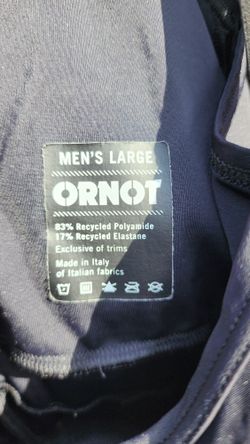 MEN'S LARGE
ORNOT
83% Recycled Polyamide
17% Recycled Elastane
Exclusive of trims
Made in Italy
of Italian fabrics